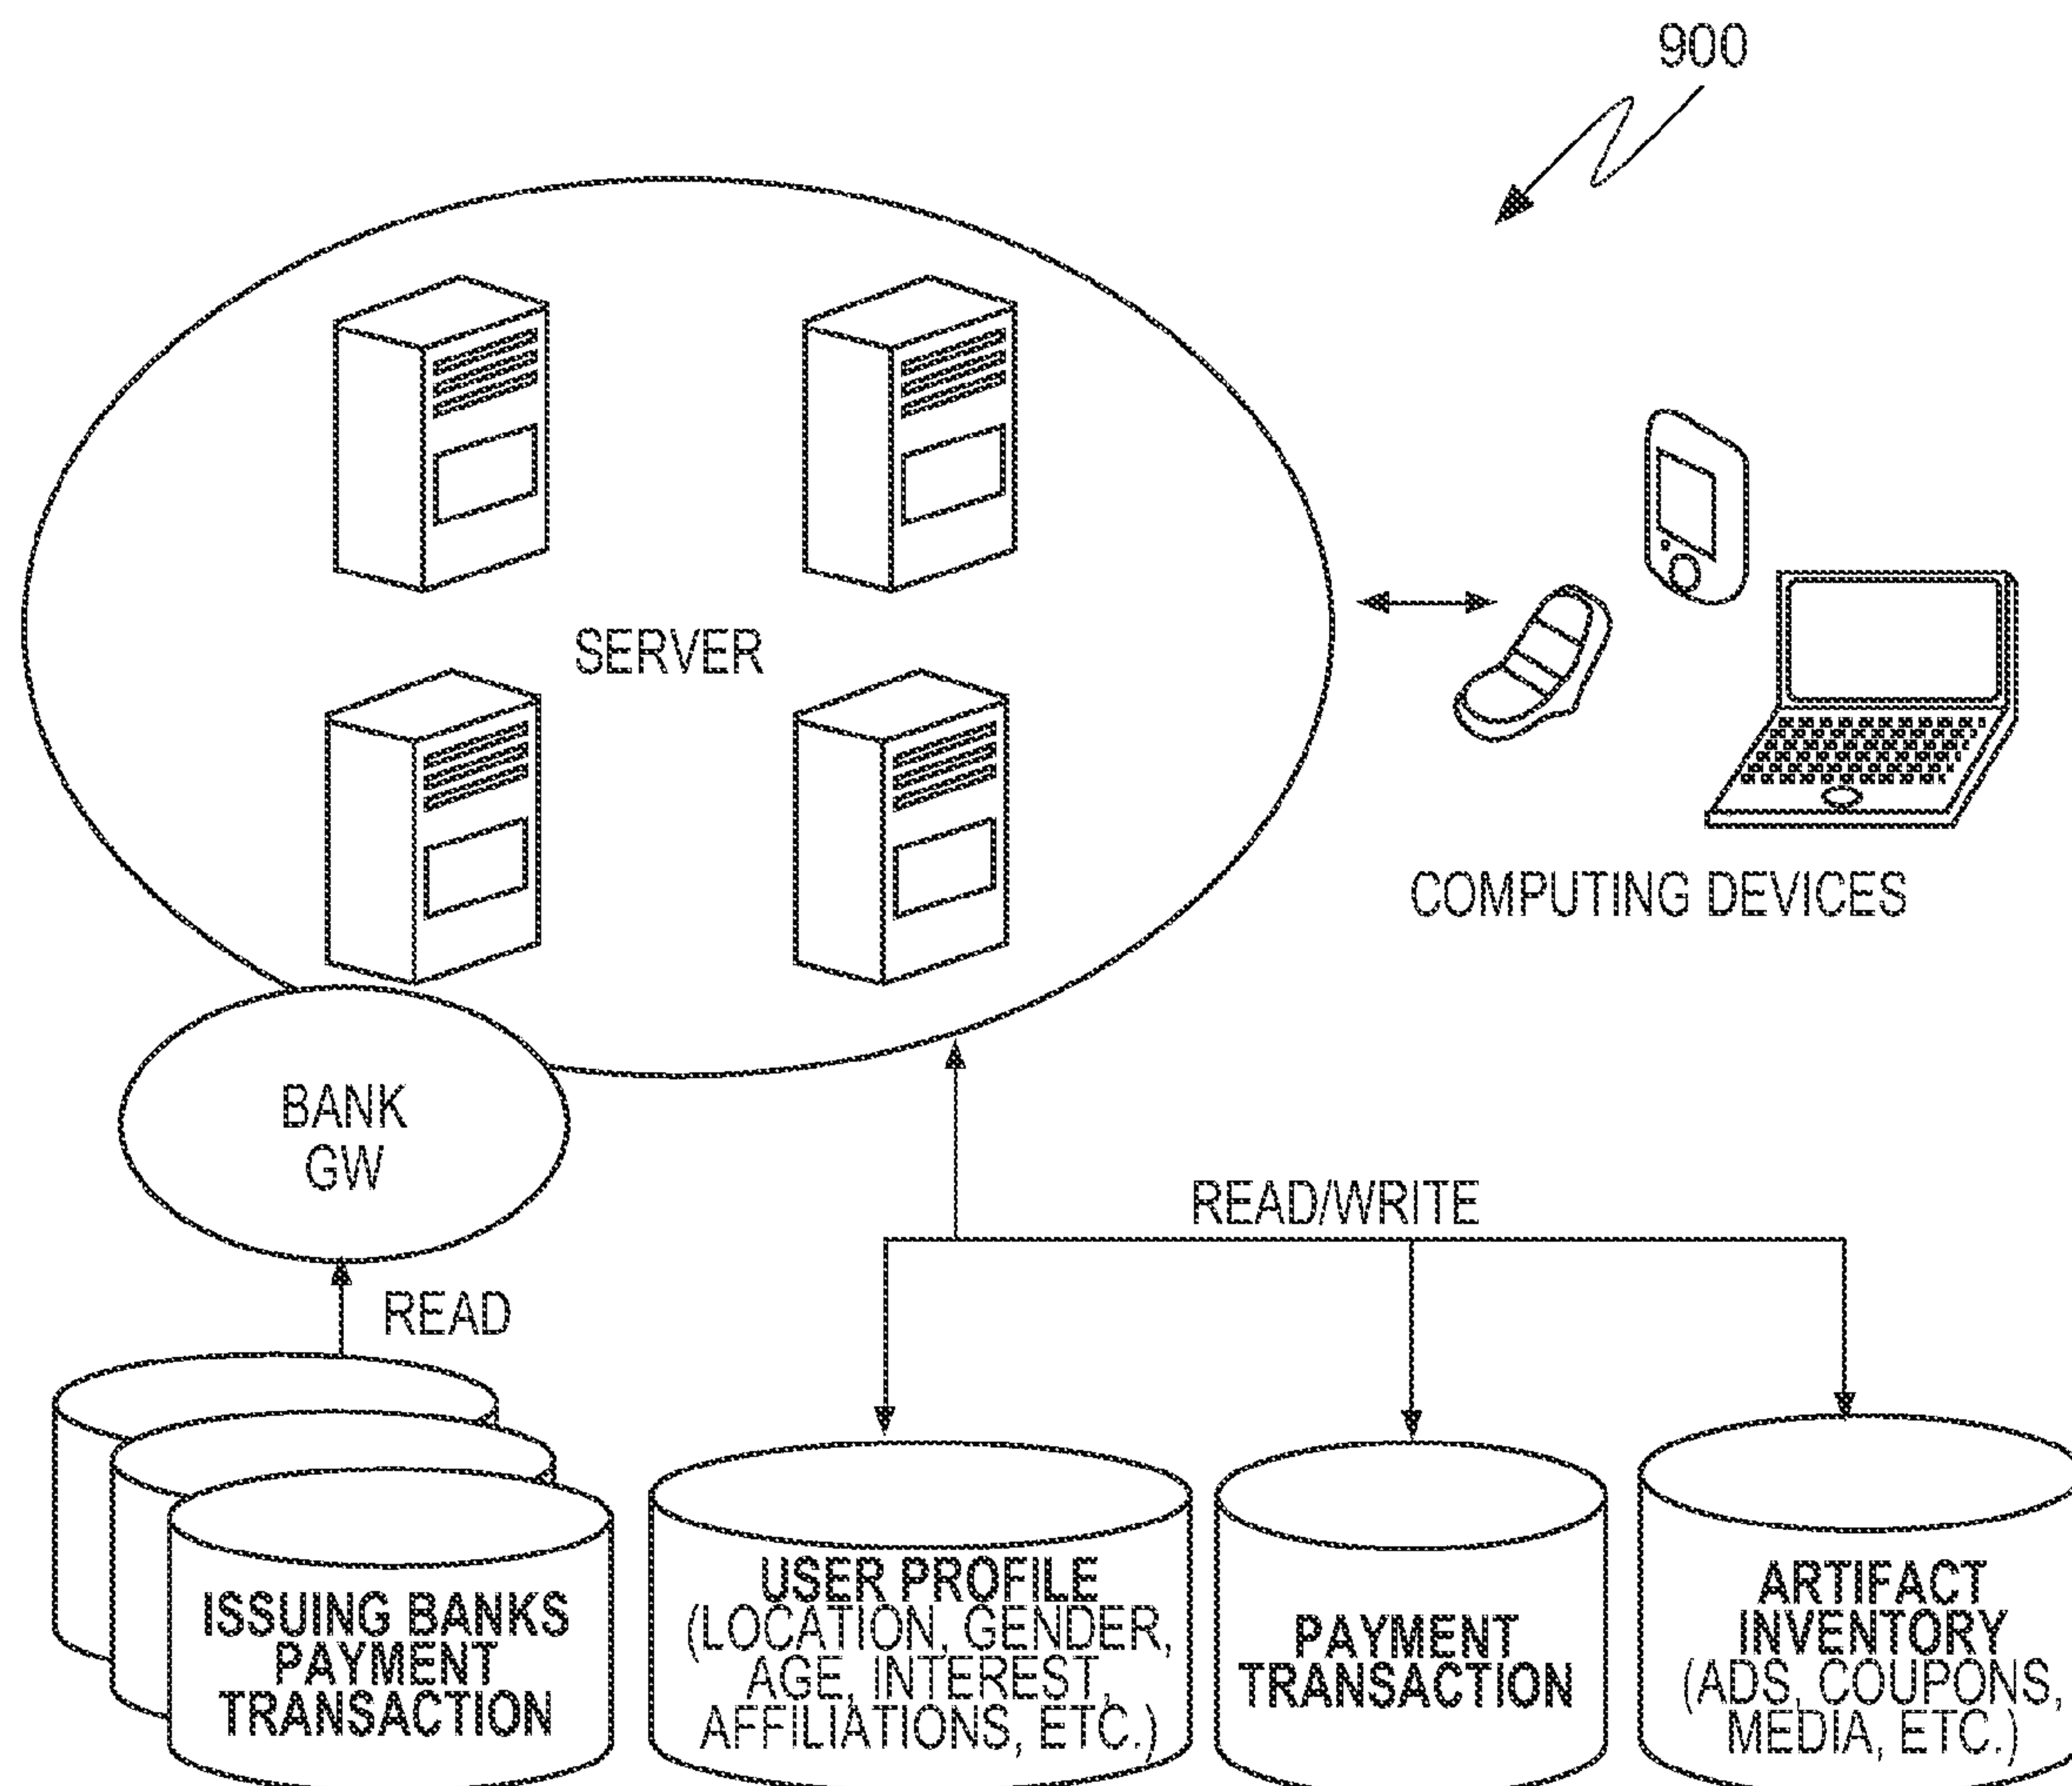 900
SERVER
COMPUTING DEVICES
BANK
GW
READ/WRITE
READ
ISSUING BANKS
PAYMENT
TRANSACTION
USER PROFILE
(LOCATION, GENDER,
AGE, INTEREST,
AFFILIATIONS, ETC.)
PAYMENT
TRANSACTION
ARTIFACT
INVENTORY
(ADS, COUPONS,
MEDIA, ETC.)